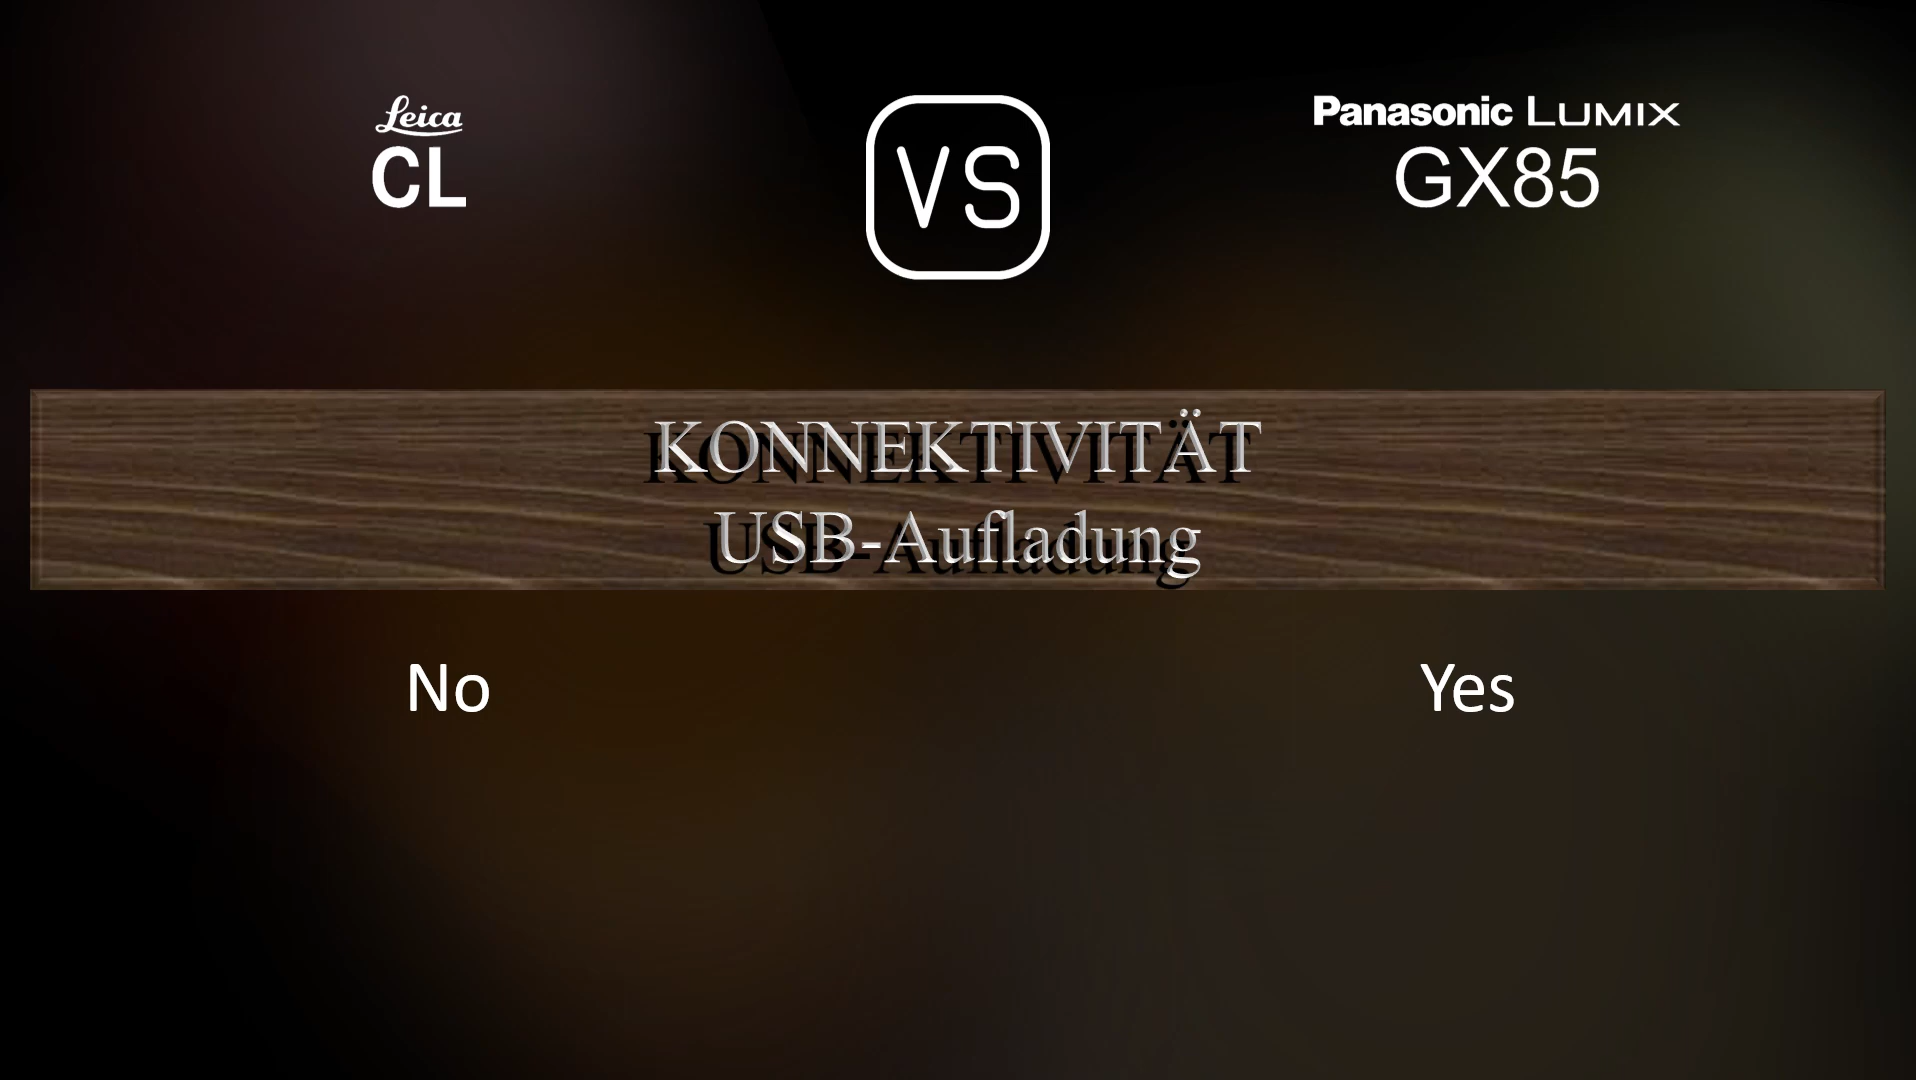 Leica
CL
VS
Panasonic LUMIX
GX85
KONNEKTIVITÄT
USB-Aufladung
No
Yes